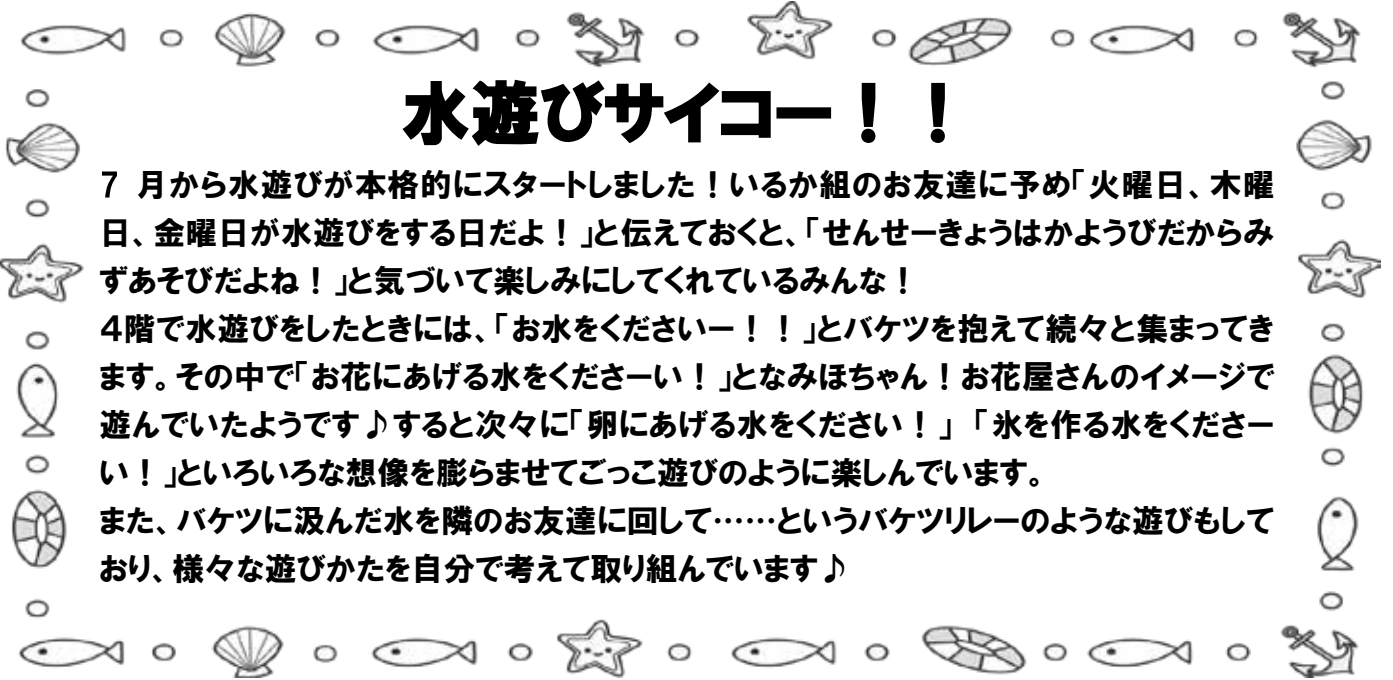 水遊びサイコー！！
7 月から水遊びが本格的にスタートしました！いるか組のお友達に予め「火曜日、木曜
日、金曜日が水遊びをする日だよ！」と伝えておくと、「せんせーきょうはかようびだからみ
ずあそびだよね！」と気づいて楽しみにしてくれているみんな！
４階で水遊びをしたときには、「お水をくださいー！！」とバケツを抱えて続々と集まってき
ます。その中で「お花にあげる水をくださーい！」となみほちゃん！お花屋さんのイメージで
遊んでいたようです♪すると次々に「卵にあげる水をください！」「氷を作る水をくださー
い！」といろいろな想像を膨らませてごっこ遊びのように楽しんでいます。
また、バケツに汲んだ水を隣のお友達に回して……というバケツリレーのような遊びもして
おり、様々な遊びかたを自分で考えて取り組んでいます♪